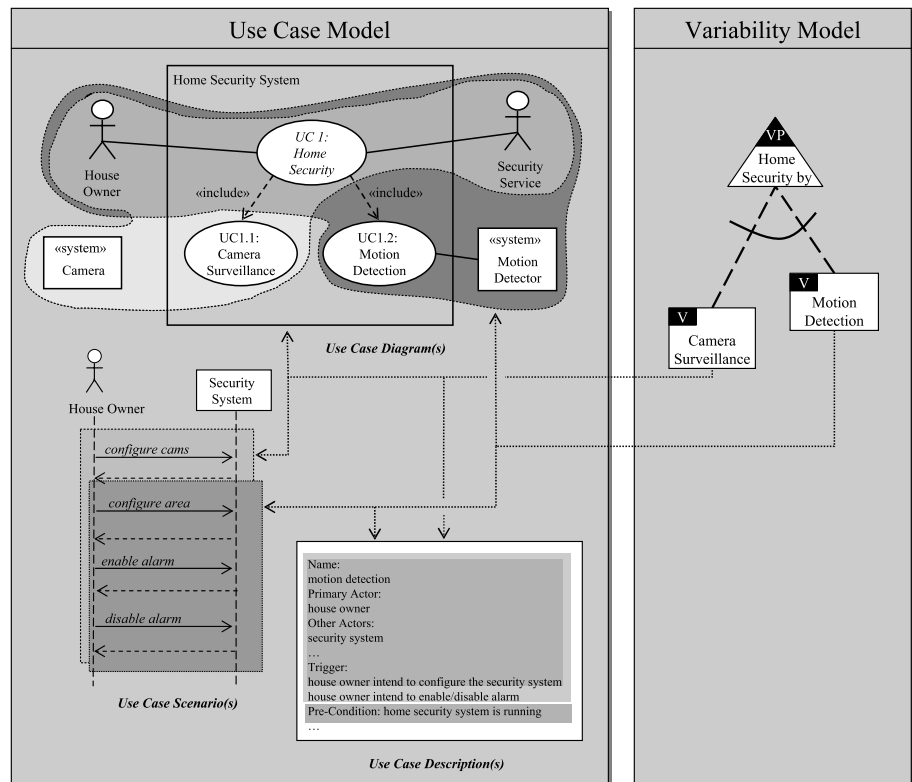 Use Case Model
Home Security System
UC 1:
Home
Security
House
Owner
Security
Service
«include»
«include»
«system»
Camera
UC1.1:
Camera
Surveillance
UC1.2:
Motion
Detection
«system»
Motion
Detector
Use Case Diagram(s)
House Owner
Security
System
configure cams
configure area
enable alarm
disable alarm
Use Case Scenario(s)
Name:
motion detection
Primary Actor:
house owner
Other Actors:
security system
…
Trigger:
house owner intend to configure the security system
house owner intend to enable/disable alarm
Pre-Condition: home security system is running
…
Use Case Description(s)
Variability Model
VP
Home
Security by
V
Camera
Surveillance
V
Motion
Detection